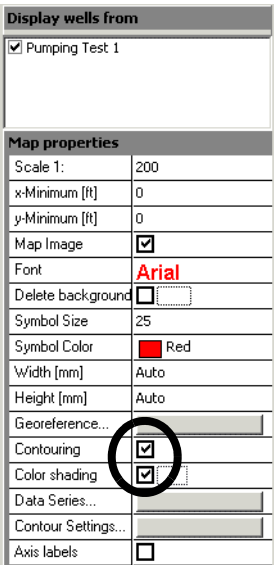 Display wells from
Pumping Test 1
Map properties
Scale 1: 200
x-Minimum [ft] 0
y-Minimum [ft] 0
Map Image
Font Arial
Delete background
Symbol Size 25
Symbol Color Red
Width [mm] Auto
Height [mm] Auto
Georeference...
Contouring
Color shading
Data Series...
Contour Settings...
Axis labels